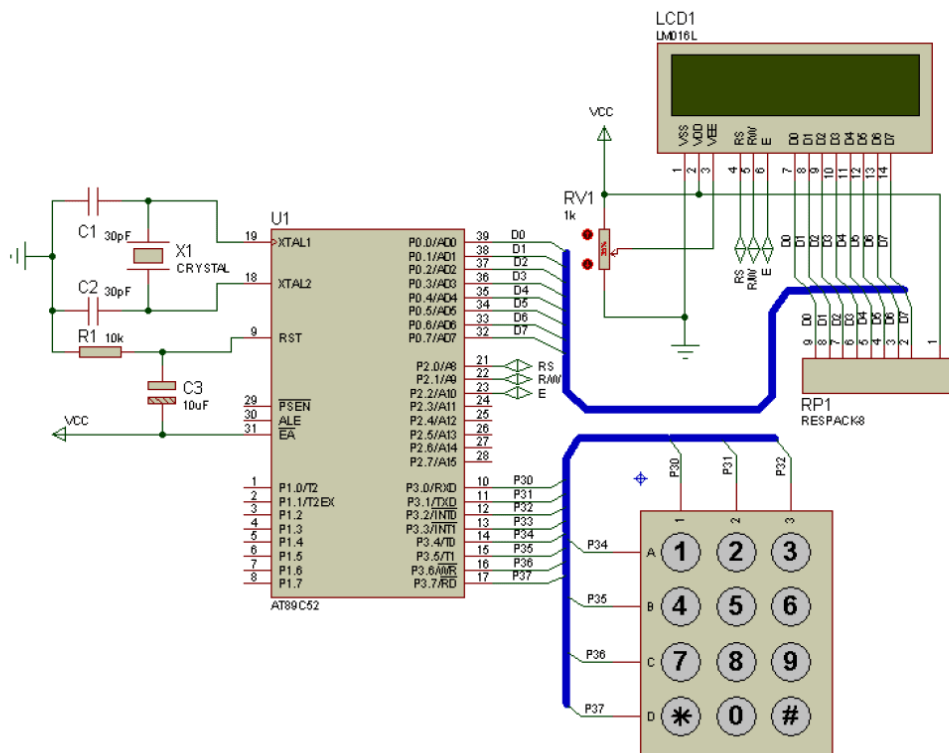 LCD1
LM016L
VSS VDD VEE RS R/W E D0 D1 D2 D3 D4 D5 D6 D7
1 2 3 4 5 6 7 8 9 10 11 12 13 14
VCC
RV1
1k
RS R/W E
D0 D1 D2 D3 D4 D5 D6 D7
D0 D1 D2 D3 D4 D5 D6 D7
9 8 7 6 5 4 3 2 1
RP1
RESPACK8
C1 30pF
X1
CRYSTAL
C2 30pF
R1 10k
C3
10uF
VCC
U1
19 XTAL1
18 XTAL2
9 RST
29 PSEN
30 ALE
31 EA
1 P1.0/T2
2 P1.1/T2EX
3 P1.2
4 P1.3
5 P1.4
6 P1.5
7 P1.6
8 P1.7
P0.0/AD0 39 D0
P0.1/AD1 38 D1
P0.2/AD2 37 D2
P0.3/AD3 36 D3
P0.4/AD4 35 D4
P0.5/AD5 34 D5
P0.6/AD6 33 D6
P0.7/AD7 32 D7
P2.0/A8 21 RS
P2.1/A9 22 R/W
P2.2/A10 23 E
P2.3/A11 24
P2.4/A12 25
P2.5/A13 26
P2.6/A14 27
P2.7/A15 28
P3.0/RXD 10 P30
P3.1/TXD 11 P31
P3.2/INT0 12 P32
P3.3/INT1 13 P33
P3.4/T0 14 P34
P3.5/T1 15 P35
P3.6/WR 16 P36
P3.7/RD 17 P37
AT89C52
P30 P31 P32
1 2 3
P34 A 1 2 3
P35 B 4 5 6
P36 C 7 8 9
P37 D * 0 #